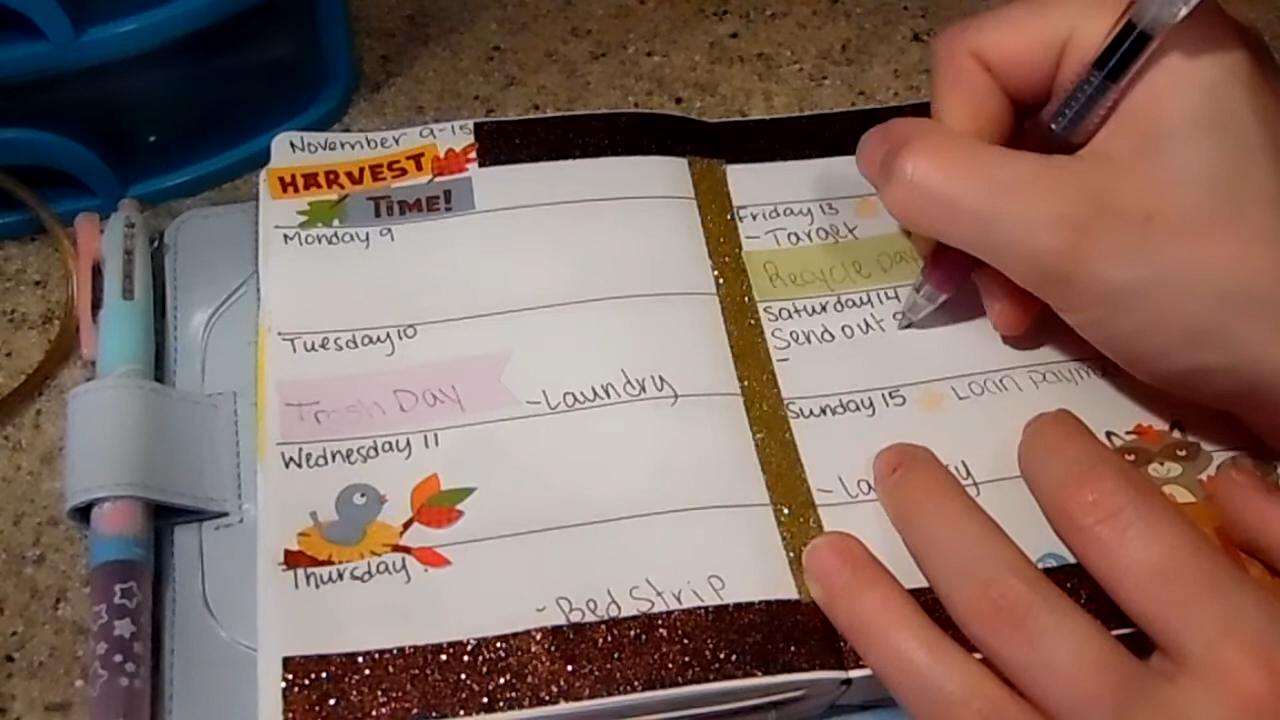 November 9-15
HARVEST
TIME!
Monday 9
Tuesday 10
Trash Day
-Laundry
Wednesday 11
Thursday
-Bed Strip
Friday 13
-Target
Recycle Day
Saturday 14
Send out
-
Sunday 15
Loan